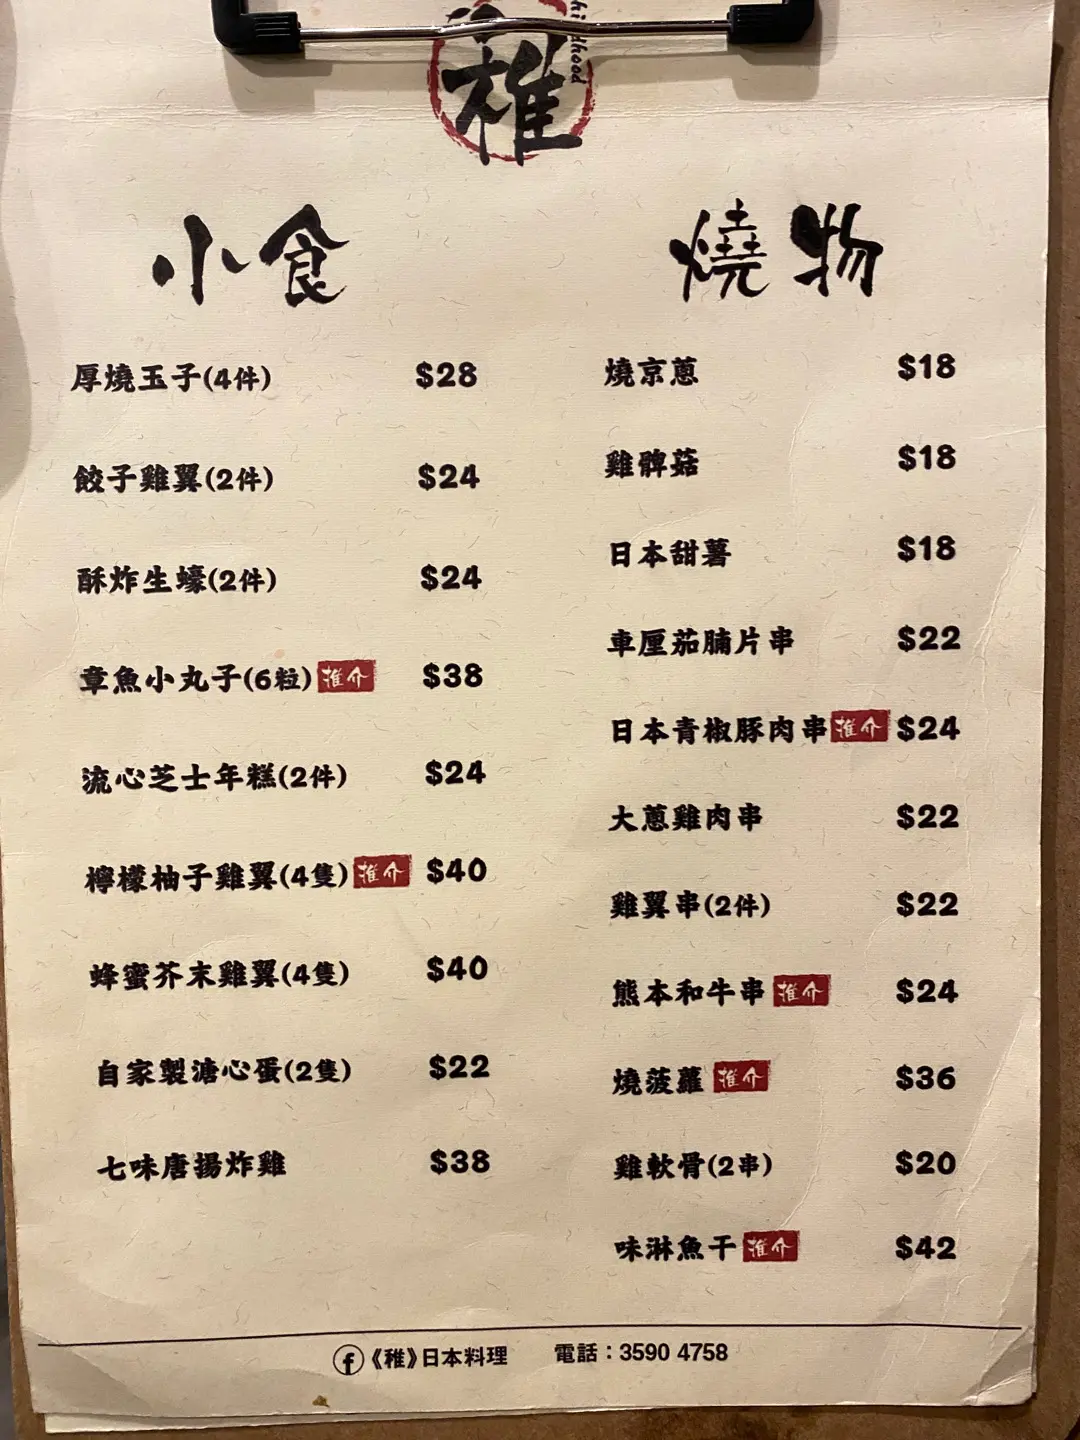 稚
小食
厚燒玉子(4件) $28
餃子雞翼(2件) $24
酥炸生蠔(2件) $24
章魚小丸子(6粒) 推介 $38
流心芝士年糕(2件) $24
檸檬柚子雞翼(4隻) 推介 $40
蜂蜜芥末雞翼(4隻) $40
自家製溏心蛋(2隻) $22
七味唐揚炸雞 $38
燒物
燒京蔥 $18
雞髀菇 $18
日本甜薯 $18
車厘茄腩片串 $22
日本青椒豚肉串 推介 $24
大蔥雞肉串 $22
雞翼串(2件) $22
熊本和牛串 推介 $24
燒菠蘿 推介 $36
雞軟骨(2串) $20
味淋魚干 推介 $42
f《稚》日本料理 電話：3590 4758